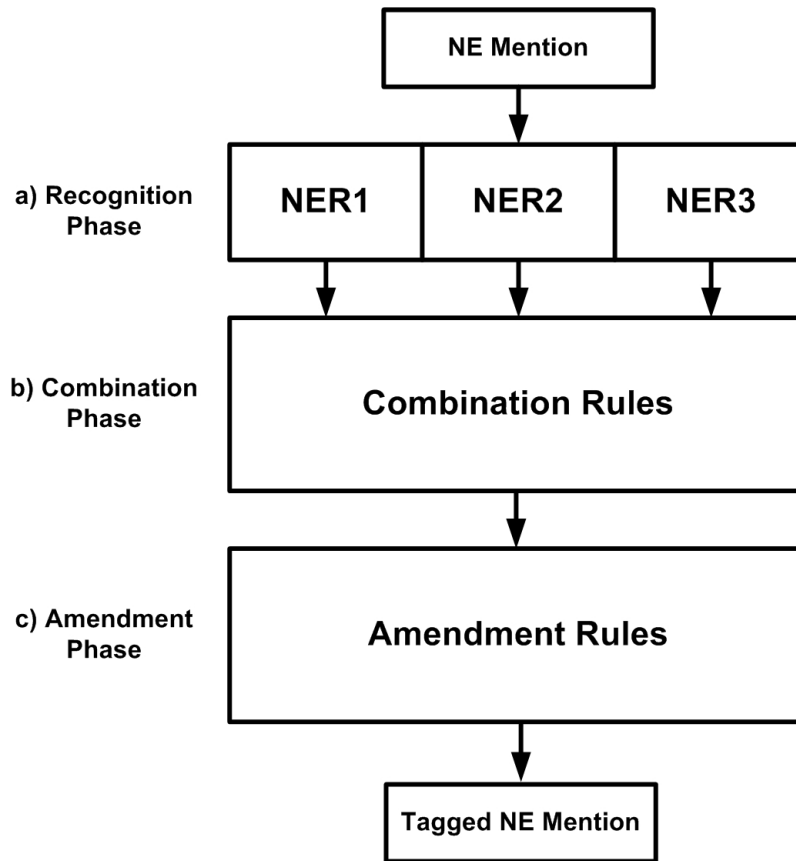 NE Mention
a) Recognition
Phase
NER1 NER2 NER3
b) Combination
Phase
Combination Rules
c) Amendment
Phase
Amendment Rules
Tagged NE Mention